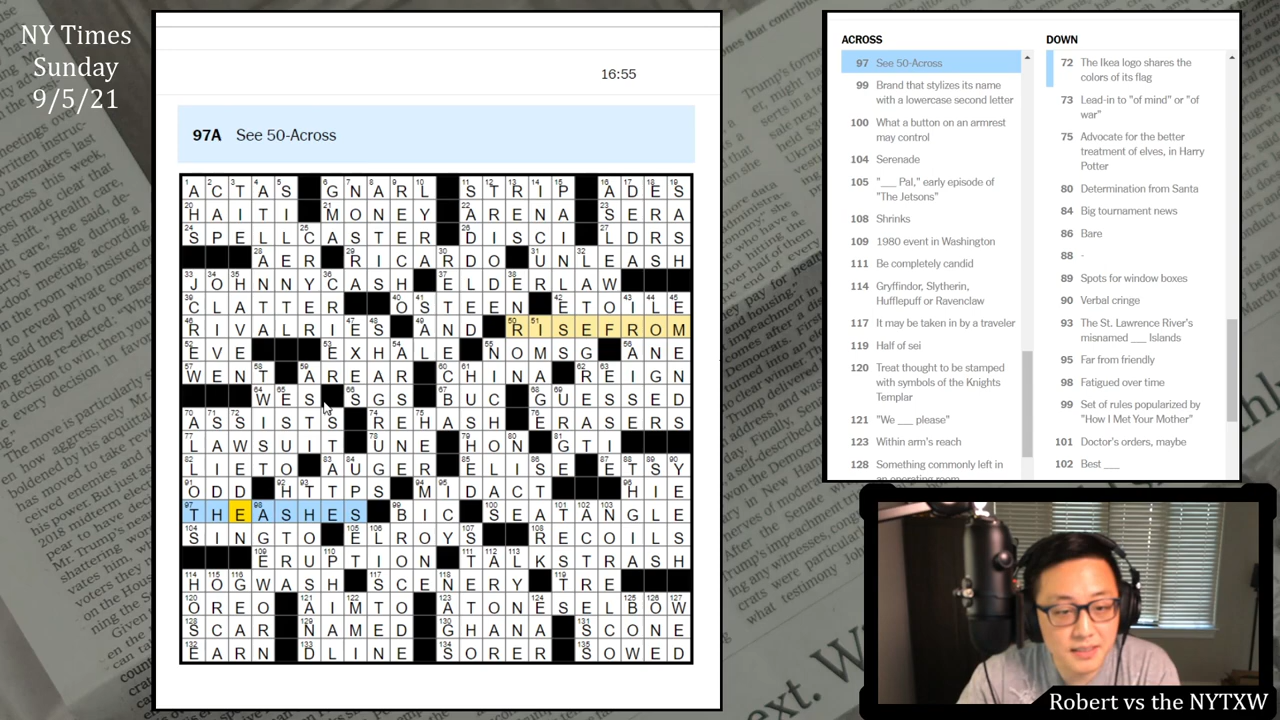 NY Times
Sunday
9/5/21
16:55
97A See 50-Across
ACTAS GNARL STRIP ADES
HAITI MONEY ARENA SERA
SPELLCASTER DISCI LDRS
AER RICARDO UNLEASH
JOHNNYCASH ELDERLAW
CLATTER OSTEEN ETOILE
RIVALRIES AND RISEFROM
EVE EXHALE NOMSG ANE
WENT AREAR CHINA REIGN
WES SGS BUC GUESSED
ASSISTS REHASH ERASERS
LAWSUIT UNE HON GTI
LIETO AUGER ELISE ETSY
ODD HTTPS MIDACT HIE
THEASHES BIC SEATANGLE
SINGTO ELROYS RECOILS
ERUPTION TALKSTRASH
HOGWASH SCENERY TRE
OREO AIMTO ATONESELBOW
SCAR NAMED GHANA SCONE
EARN DLINE SORER SOWED
ACROSS
97 See 50-Across
99 Brand that stylizes its name
with a lowercase second letter
100 What a button on an armrest
may control
104 Serenade
105 "___ Pal," early episode of
"The Jetsons"
108 Shrinks
109 1980 event in Washington
111 Be completely candid
114 Gryffindor, Slytherin,
Hufflepuff or Ravenclaw
117 It may be taken in by a traveler
119 Half of sei
120 Treat thought to be stamped
with symbols of the Knights
Templar
121 "We ___ please"
123 Within arm's reach
128 Something commonly left in
an operating room
DOWN
72 The Ikea logo shares the
colors of its flag
73 Lead-in to "of mind" or "of
war"
75 Advocate for the better
treatment of elves, in Harry
Potter
80 Determination from Santa
84 Big tournament news
86 Bare
88 -
89 Spots for window boxes
90 Verbal cringe
93 The St. Lawrence River's
misnamed ___ Islands
95 Far from friendly
98 Fatigued over time
99 Set of rules popularized by
"How I Met Your Mother"
101 Doctor's orders, maybe
102 Best ___
Robert vs the NYTXW